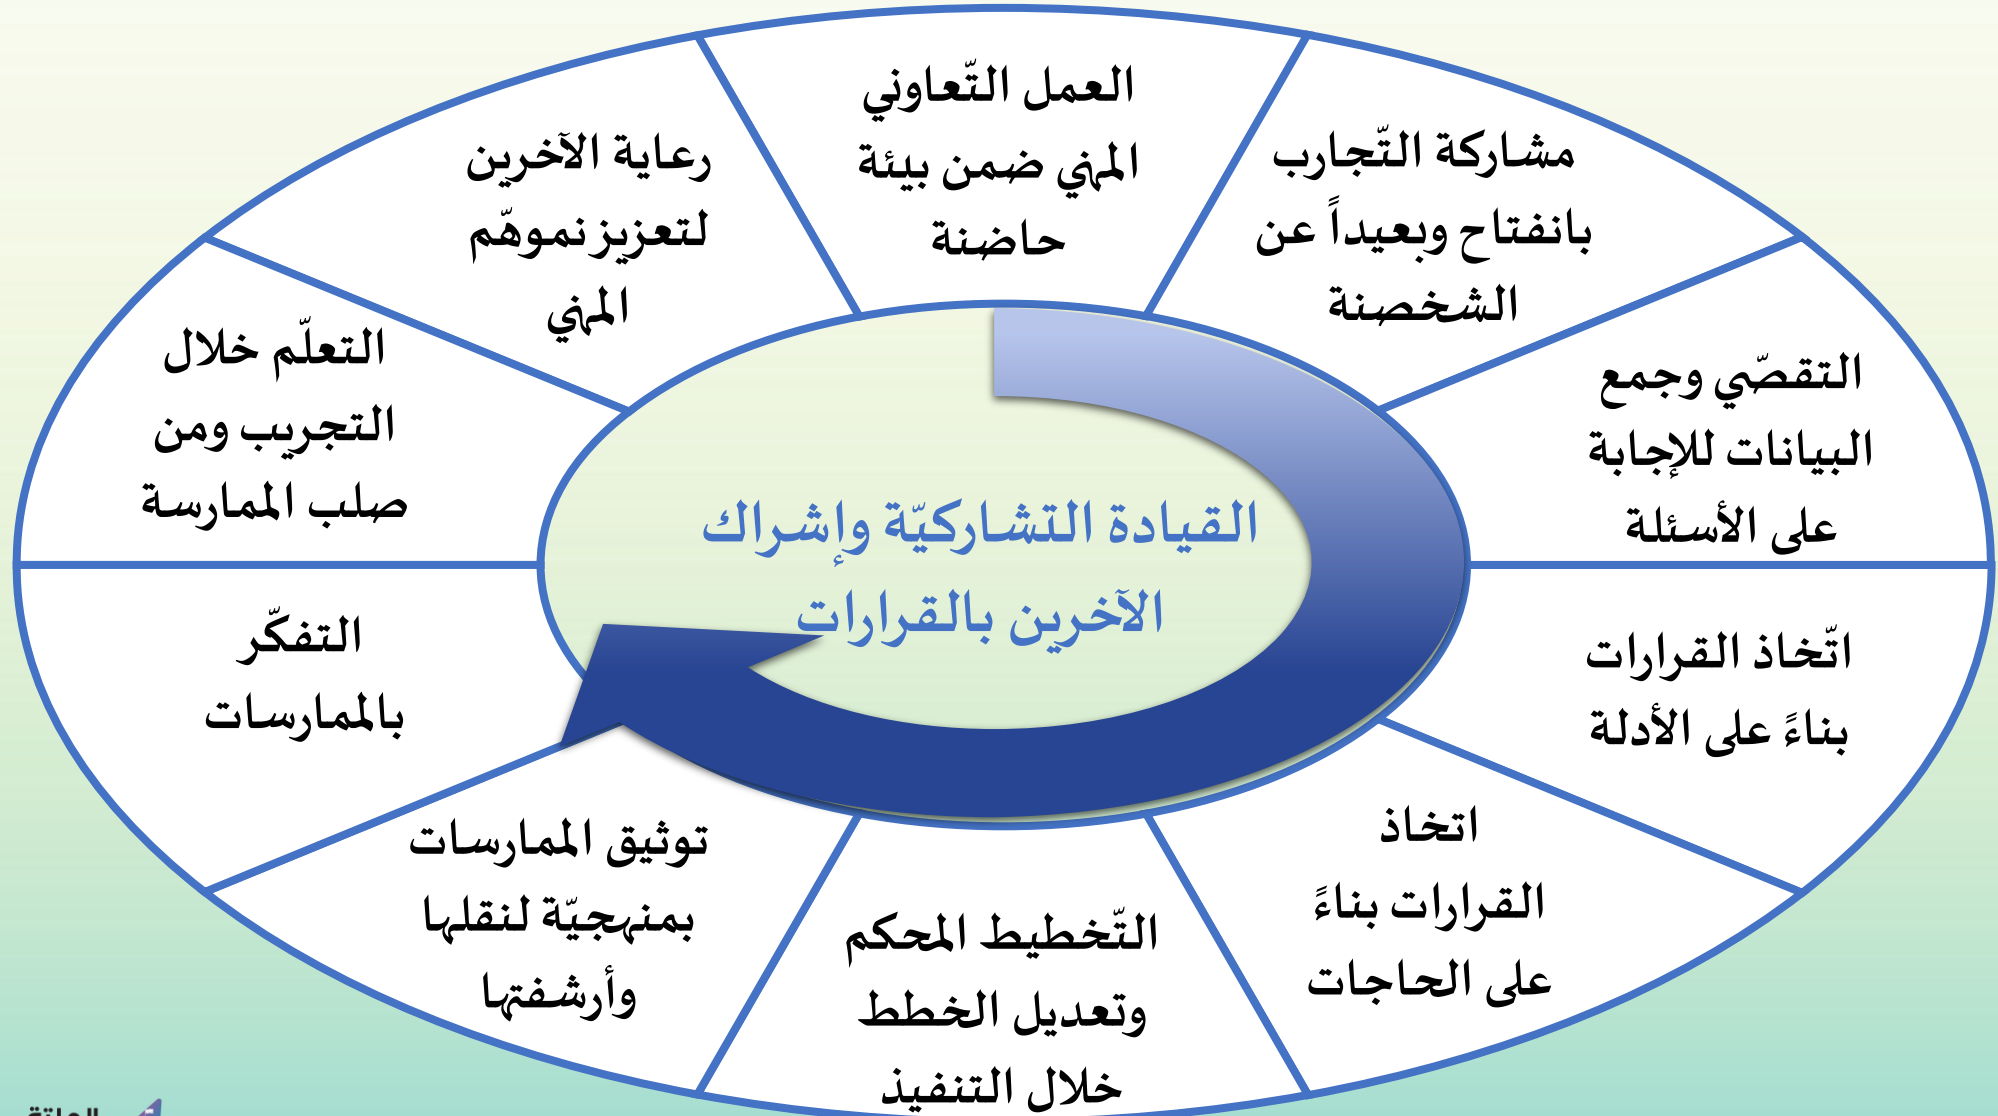 العمل التّعاوني
المهني ضمن بيئة
حاضنة
مشاركة التّجارب
بانفتاح وبعيداً عن
الشخصنة
التقصّي وجمع
البيانات للإجابة
على الأسئلة
اتّخاذ القرارات
بناءً على الأدلة
اتخاذ
القرارات بناءً
على الحاجات
التّخطيط المحكم
وتعديل الخطط
خلال التنفيذ
توثيق الممارسات
بمنهجيّة لنقلها
وأرشفتها
التفكّر
بالممارسات
التعلّم خلال
التجريب ومن
صلب الممارسة
رعاية الآخرين
لتعزيز نموهّم
المهني
القيادة التشاركيّة وإشراك
الآخرين بالقرارات